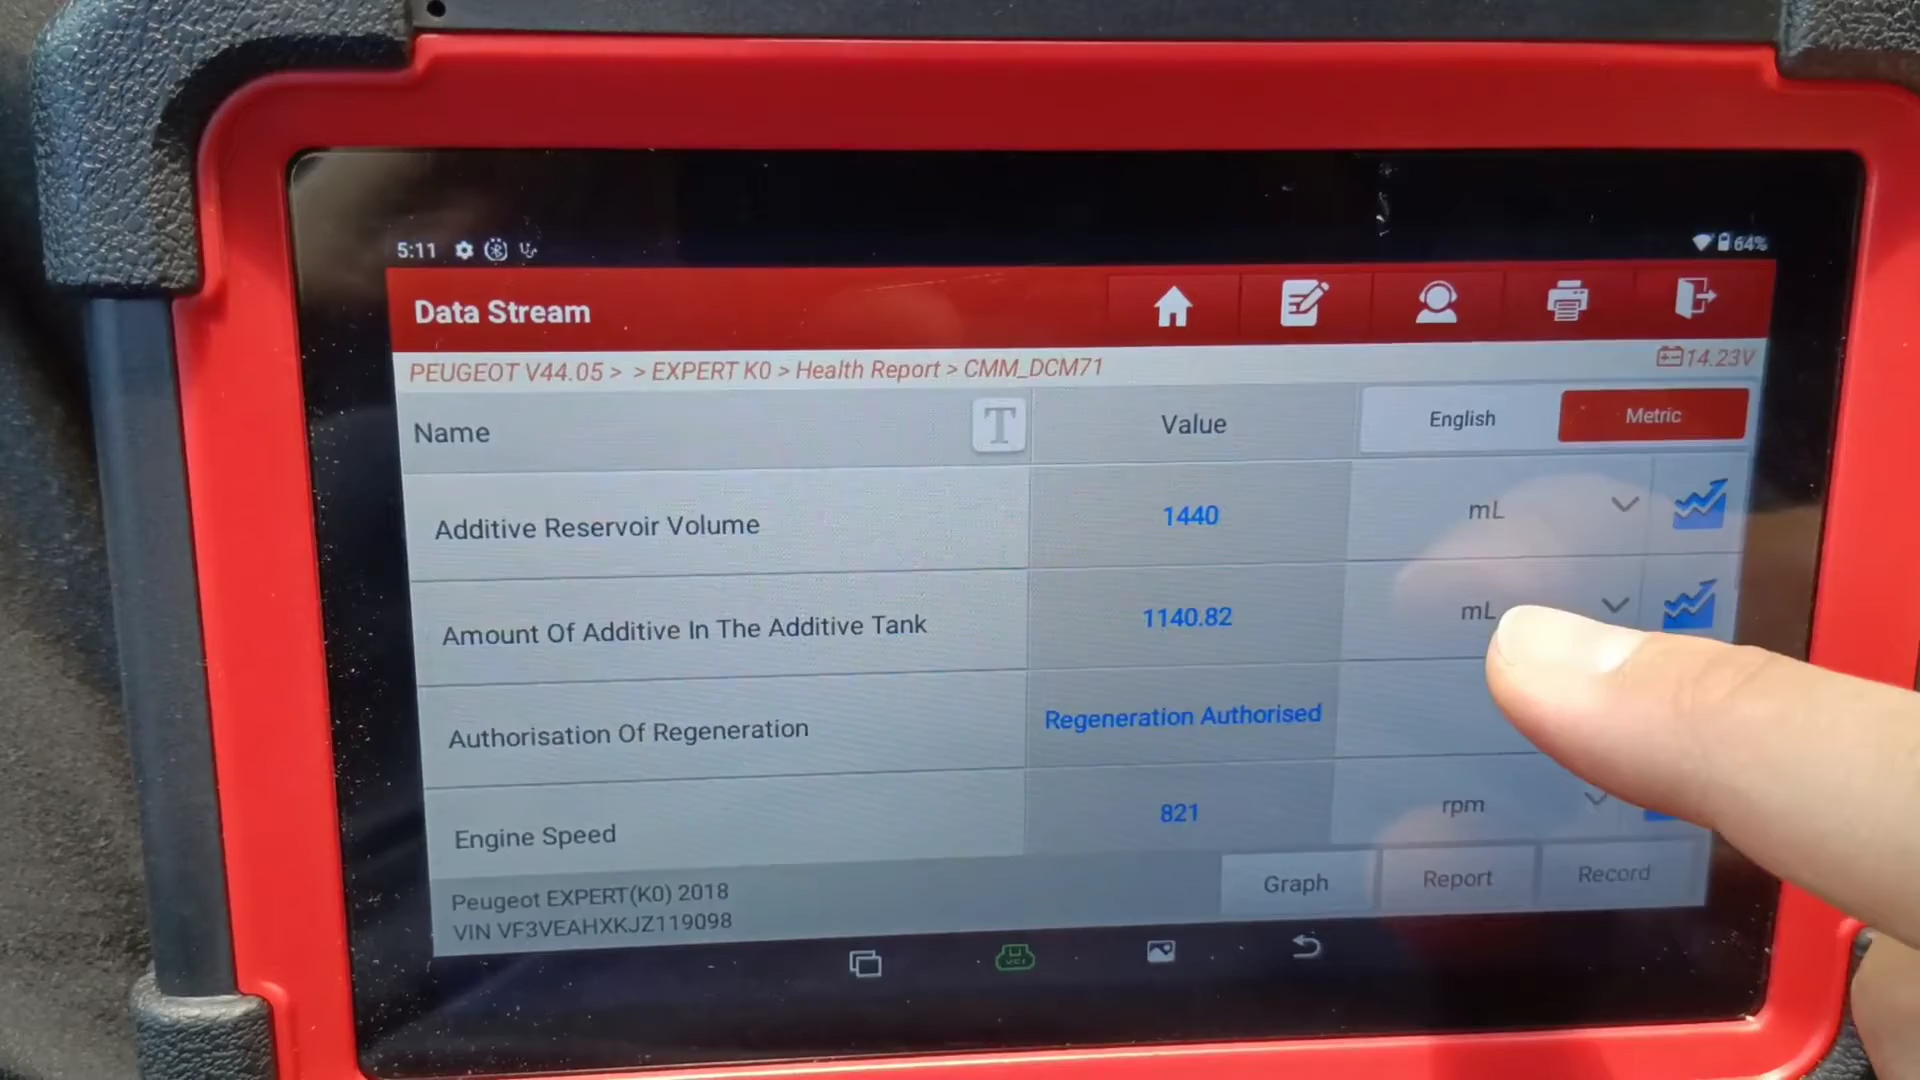 5:11
64%
Data Stream
PEUGEOT V44.05 > > EXPERT K0 > Health Report > CMM_DCM71
14.23V
Name
T
Value
English
Metric
Additive Reservoir Volume
1440
mL
Amount Of Additive In The Additive Tank
1140.82
mL
Authorisation Of Regeneration
Regeneration Authorised
Engine Speed
821
rpm
Peugeot EXPERT(K0) 2018
VIN VF3VEAHXKJZ119098
Graph
Report
Record
VCI